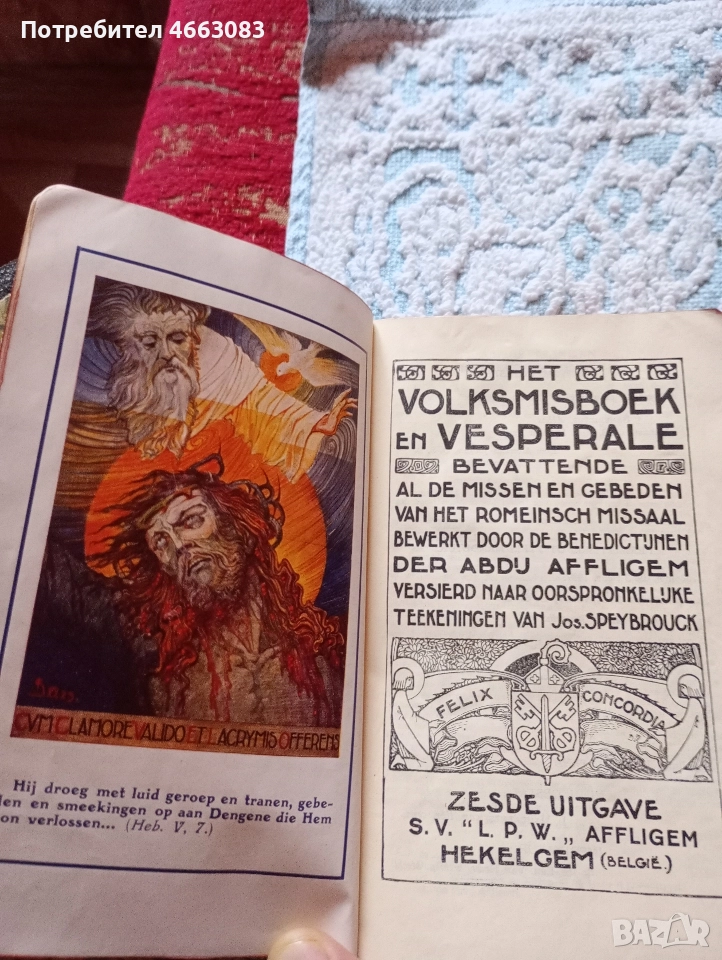 Потребител 4663083
CVM CLAMORE VALIDO ET LACRYMIS OFFERENS
Hij droeg met luid geroep en tranen, gebe-
en smeekingen op aan Dengene die Hem
verlossen... (Heb. V, 7.)
HET
VOLKSMISBOEK
EN VESPERALE
BEVATTENDE
AL DE MISSEN EN GEBEDEN
VAN HET ROMEINSCH MISSAAL
BEWERKT DOOR DE BENEDICTIJNEN
DER ABDIJ AFFLIGEM
VERSIERD NAAR OORSPRONKELIJKE
TEEKENINGEN VAN Jos. SPEYBROUCK
FELIX CONCORDIA
ZESDE UITGAVE
S. V. "L. P. W. „ AFFLIGEM
HEKELGEM (BELGIË.)
BAZAR